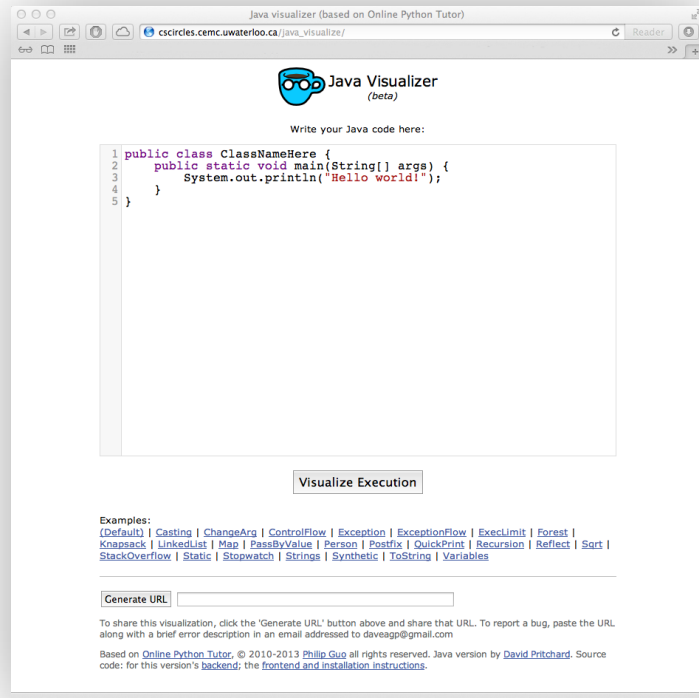 Java visualizer (based on Online Python Tutor)
cscircles.cemc.uwaterloo.ca/java_visualize/
Reader
Java Visualizer
(beta)
Write your Java code here:
1 public class ClassNameHere {
2 public static void main(String[] args) {
3 System.out.println("Hello world!");
4 }
5 }
Visualize Execution
Examples:
(Default) | Casting | ChangeArg | ControlFlow | Exception | ExceptionFlow | ExecLimit | Forest |
Knapsack | LinkedList | Map | PassByValue | Person | Postfix | QuickPrint | Recursion | Reflect | Sqrt |
StackOverflow | Static | Stopwatch | Strings | Synthetic | ToString | Variables
Generate URL
To share this visualization, click the 'Generate URL' button above and share that URL. To report a bug, paste the URL
along with a brief error description in an email addressed to daveagp@gmail.com
Based on Online Python Tutor, © 2010-2013 Philip Guo all rights reserved. Java version by David Pritchard. Source
code: for this version's backend; the frontend and installation instructions.